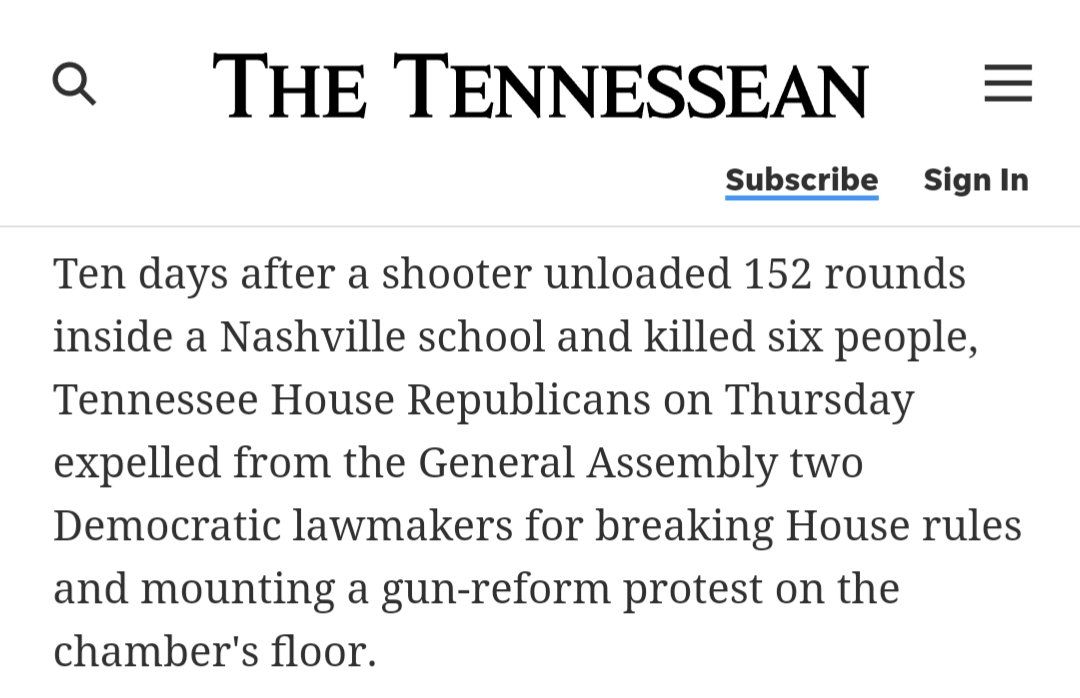 THE TENNESSEAN
Subscribe Sign In
Ten days after a shooter unloaded 152 rounds
inside a Nashville school and killed six people,
Tennessee House Republicans on Thursday
expelled from the General Assembly two
Democratic lawmakers for breaking House rules
and mounting a gun-reform protest on the
chamber's floor.